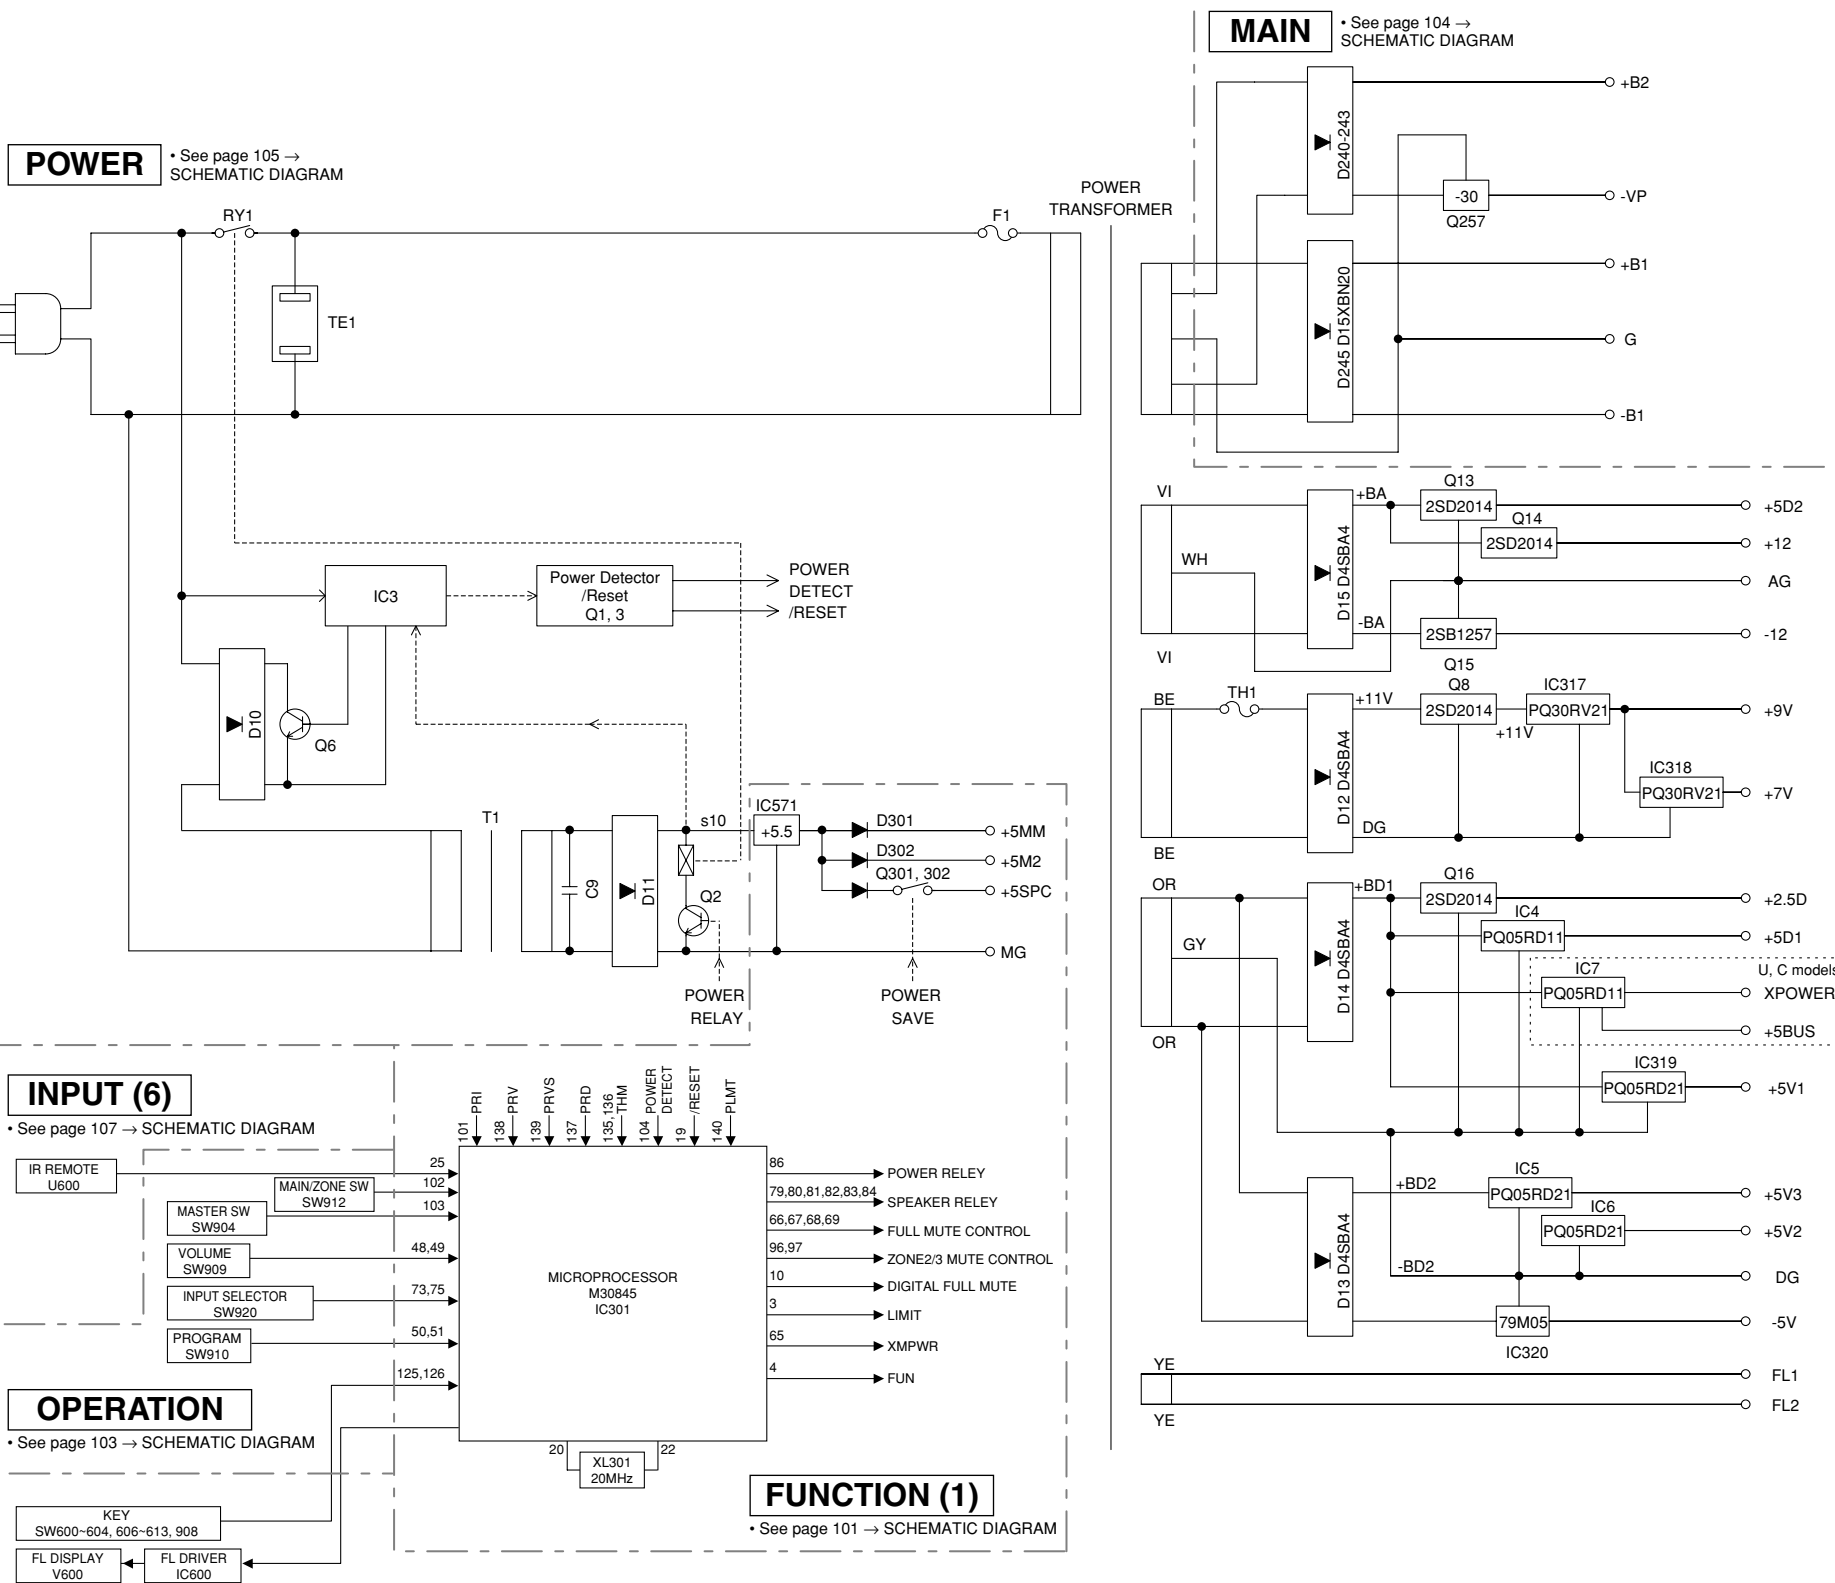 MAIN
• See page 104 →
SCHEMATIC DIAGRAM
D240-243
+B2
-30
Q257
-VP
D245 D15XBN20
+B1
G
-B1
POWER
• See page 105 →
SCHEMATIC DIAGRAM
RY1
F1
POWER
TRANSFORMER
TE1
IC3
Power Detector
/Reset
Q1, 3
POWER
DETECT
/RESET
D10
Q6
T1
C9
D11
s10
Q2
POWER
RELAY
IC571
+5.5
D301
+5MM
D302
+5M2
Q301, 302
+5SPC
MG
POWER
SAVE
VI
WH
VI
D15 D4SBA4
+BA
-BA
Q13
2SD2014
+5D2
Q14
2SD2014
+12
AG
2SB1257
-12
Q15
BE
TH1
BE
D12 D4SBA4
+11V
Q8
2SD2014
+11V
IC317
PQ30RV21
+9V
IC318
PQ30RV21
+7V
DG
OR
GY
OR
D14 D4SBA4
+BD1
Q16
2SD2014
+2.5D
IC4
PQ05RD11
+5D1
U, C models
IC7
PQ05RD11
XPOWER
+5BUS
IC319
PQ05RD21
+5V1
D13 D4SBA4
+BD2
IC5
PQ05RD21
+5V3
IC6
PQ05RD21
+5V2
-BD2
DG
79M05
-5V
IC320
YE
FL1
FL2
YE
INPUT (6)
• See page 107 → SCHEMATIC DIAGRAM
IR REMOTE
U600
MAIN/ZONE SW
SW912
MASTER SW
SW904
VOLUME
SW909
INPUT SELECTOR
SW920
PROGRAM
SW910
25
102
103
48,49
73,75
50,51
125,126
101
PRI
138
PRV
139
PRVS
137
PRD
135,136
THM
104
POWER
DETECT
19
/RESET
140
PLMT
MICROPROCESSOR
M30845
IC301
86
POWER RELEY
79,80,81,82,83,84
SPEAKER RELEY
66,67,68,69
FULL MUTE CONTROL
96,97
ZONE2/3 MUTE CONTROL
10
DIGITAL FULL MUTE
3
LIMIT
65
XMPWR
4
FUN
20
22
XL301
20MHz
OPERATION
• See page 103 → SCHEMATIC DIAGRAM
KEY
SW600~604, 606~613, 908
FL DISPLAY
V600
FL DRIVER
IC600
FUNCTION (1)
• See page 101 → SCHEMATIC DIAGRAM